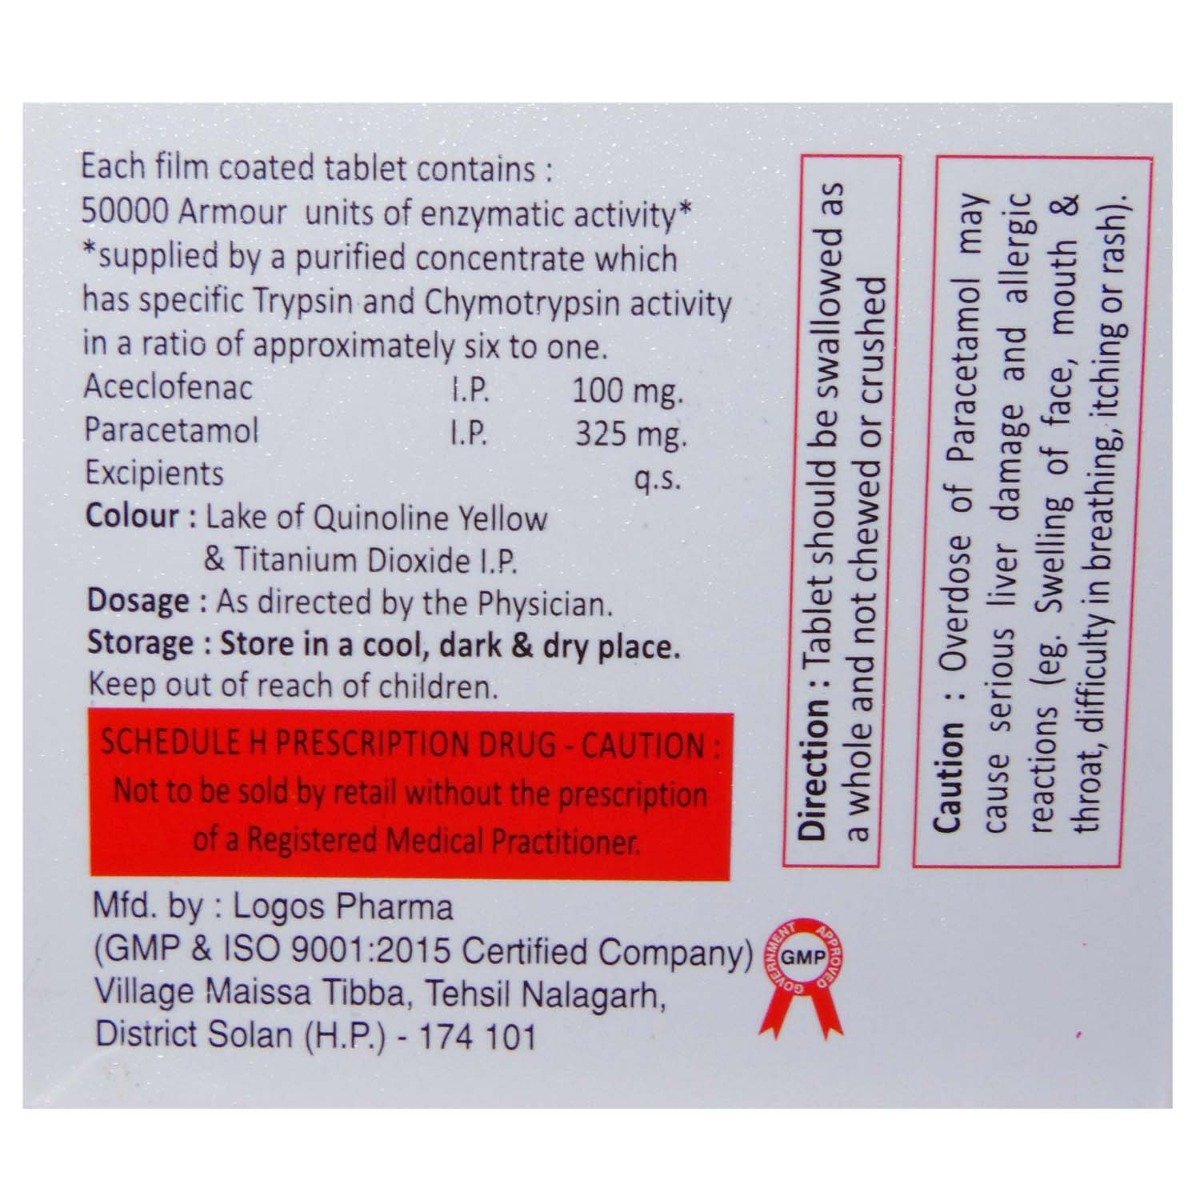 Each film coated tablet contains :
50000 Armour units of enzymatic activity*
*supplied by a purified concentrate which
has specific Trypsin and Chymotrypsin activity
in a ratio of approximately six to one.
Aceclofenac I.P. 100 mg.
Paracetamol I.P. 325 mg.
Excipients q.s.
Colour : Lake of Quinoline Yellow
& Titanium Dioxide I.P.
Dosage : As directed by the Physician.
Storage : Store in a cool, dark & dry place.
Keep out of reach of children.
SCHEDULE H PRESCRIPTION DRUG - CAUTION :
Not to be sold by retail without the prescription
of a Registered Medical Practitioner.
Mfd. by : Logos Pharma
(GMP & ISO 9001:2015 Certified Company)
Village Maissa Tibba, Tehsil Nalagarh,
District Solan (H.P.) - 174 101
GOVERNMENT APPROVED
GMP
Direction : Tablet should be swallowed as
a whole and not chewed or crushed
Caution : Overdose of Paracetamol may
cause serious liver damage and allergic
reactions (eg. Swelling of face, mouth &
throat, difficulty in breathing, itching or rash).